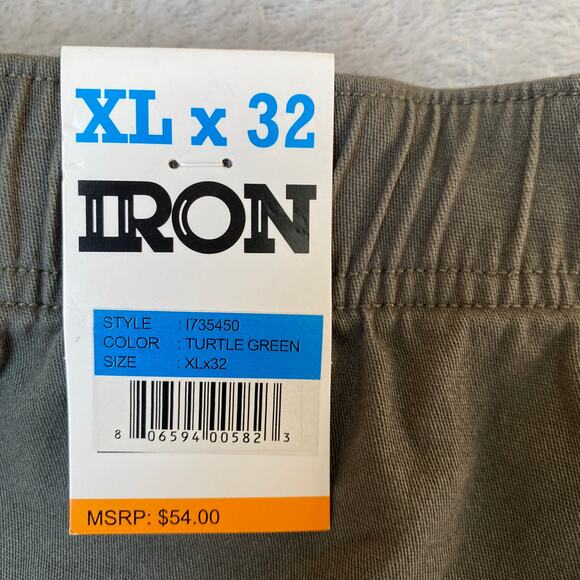 XL x 32
IRON
STYLE : I735450
COLOR : TURTLE GREEN
SIZE : XLx32
8 06594 00582 3
MSRP: $54.00